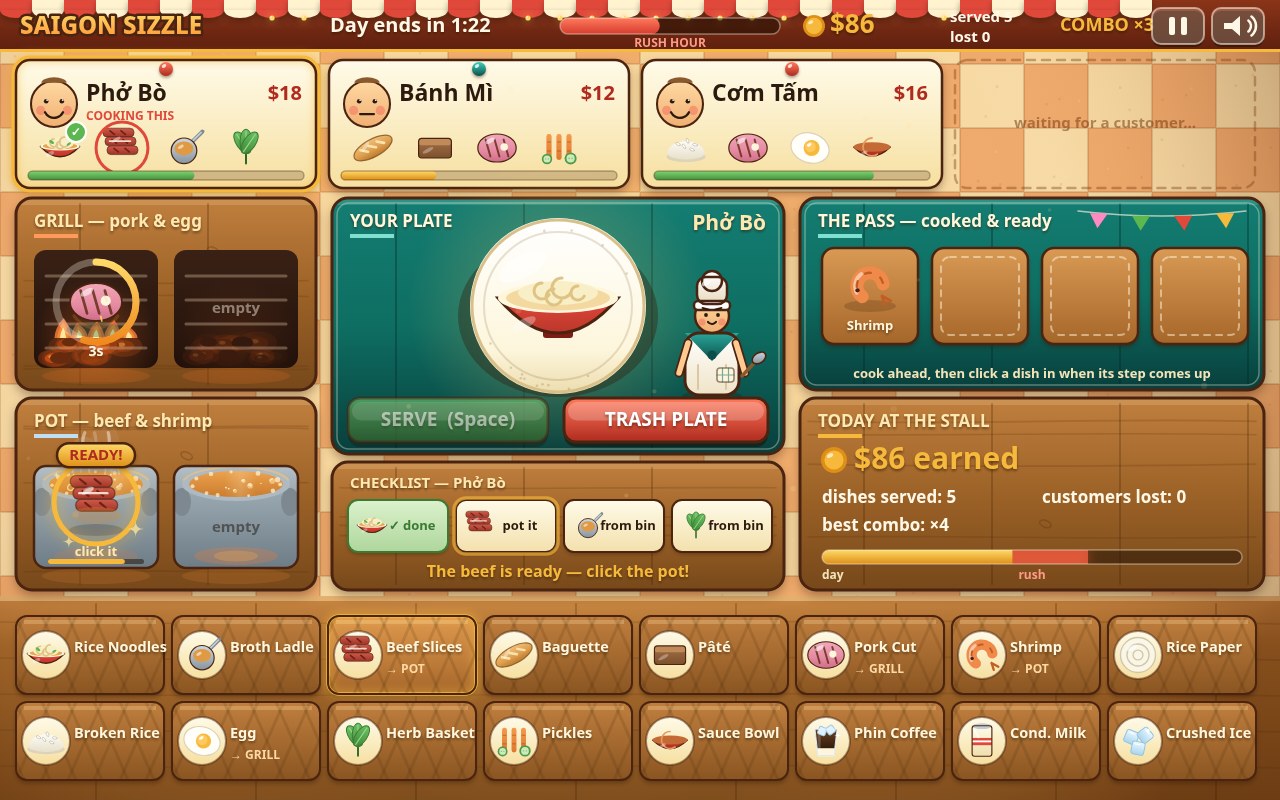 SAIGON SIZZLE
Day ends in 1:22
RUSH HOUR
$86
served 5
lost 0
COMBO ×3
Phở Bò
$18
COOKING THIS
Bánh Mì
$12
Cơm Tấm
$16
waiting for a customer...
GRILL — pork & egg
3s
empty
YOUR PLATE
Phở Bò
SERVE (Space)
TRASH PLATE
THE PASS — cooked & ready
Shrimp
cook ahead, then click a dish in when its step comes up
POT — beef & shrimp
READY!
click it
empty
CHECKLIST — Phở Bò
✓ done
pot it
from bin
from bin
The beef is ready — click the pot!
TODAY AT THE STALL
$86 earned
dishes served: 5
customers lost: 0
best combo: ×4
day
rush
Rice Noodles
Broth Ladle
Beef Slices
→ POT
Baguette
Pâté
Pork Cut
→ GRILL
Shrimp
→ POT
Rice Paper
Broken Rice
Egg
→ GRILL
Herb Basket
Pickles
Sauce Bowl
Phin Coffee
Cond. Milk
Crushed Ice